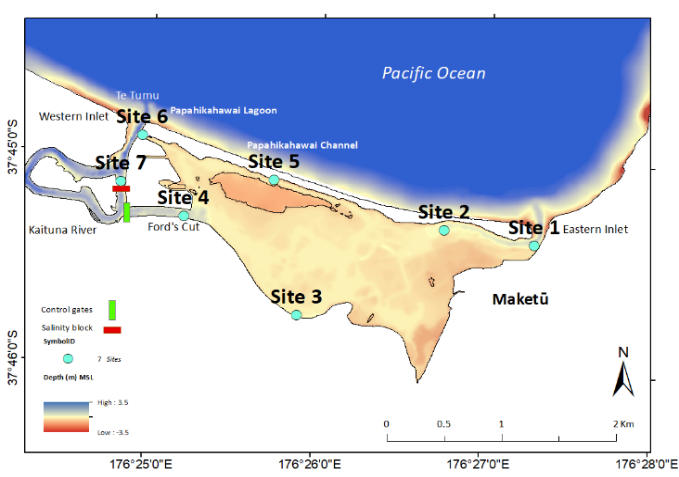 Pacific Ocean
Te Tumu
Western Inlet
Papahikahawai Lagoon
Site 6
Papahikahawai Channel
Site 5
Site 7
Site 4
Site 2
Site 1
Eastern Inlet
Kaituna River
Ford's Cut
Site 3
Maketū
Control gates
Salinity block
SymbolID
7 Sites
Depth (m) MSL
High : 3.5
Low : -3.5
N
0 0.5 1 2 Km
37°45'0"S
37°46'0"S
176°25'0"E 176°26'0"E 176°27'0"E 176°28'0"E